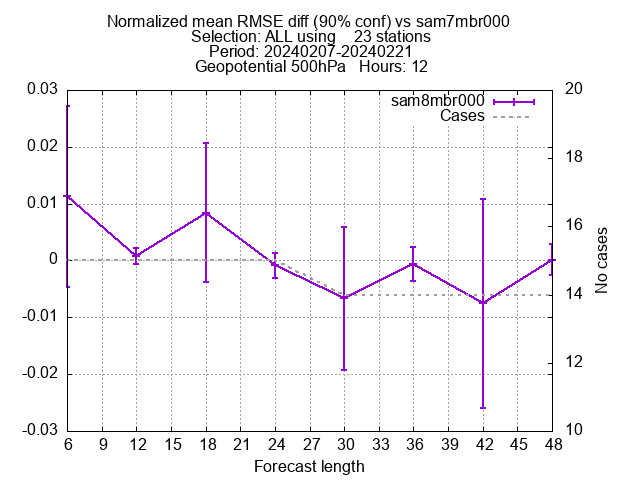 Normalized mean RMSE diff (90% conf) vs sam7mbr000
Selection: ALL using    23 stations
Period: 20240207-20240221
Geopotential 500hPa   Hours: 12
sam8mbr000
Cases
0.03
0.02
0.01
0
-0.01
-0.02
-0.03
20
18
16
14
12
10
No cases
6 9 12 15 18 21 24 27 30 33 36 39 42 45 48
Forecast length